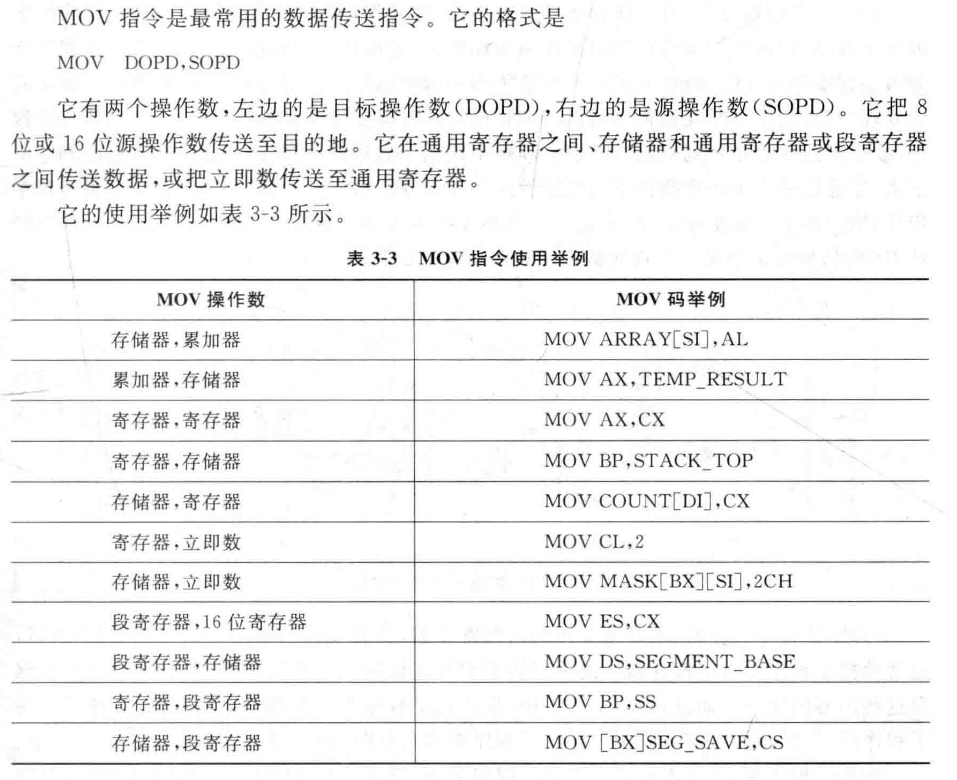 MOV 指令是最常用的数据传送指令。它的格式是
MOV DOPD,SOPD
它有两个操作数,左边的是目标操作数(DOPD),右边的是源操作数(SOPD)。它把 8
位或 16 位源操作数传送至目的地。它在通用寄存器之间、存储器和通用寄存器或段寄存器
之间传送数据,或把立即数传送至通用寄存器。
它的使用举例如表 3-3 所示。
表 3-3 MOV 指令使用举例
MOV 操作数 MOV 码举例
存储器,累加器 MOV ARRAY[SI],AL
累加器,存储器 MOV AX,TEMP_RESULT
寄存器,寄存器 MOV AX,CX
寄存器,存储器 MOV BP,STACK_TOP
存储器,寄存器 MOV COUNT[DI],CX
寄存器,立即数 MOV CL,2
存储器,立即数 MOV MASK[BX][SI],2CH
段寄存器,16 位寄存器 MOV ES,CX
段寄存器,存储器 MOV DS,SEGMENT_BASE
寄存器,段寄存器 MOV BP,SS
存储器,段寄存器 MOV [BX]SEG_SAVE,CS